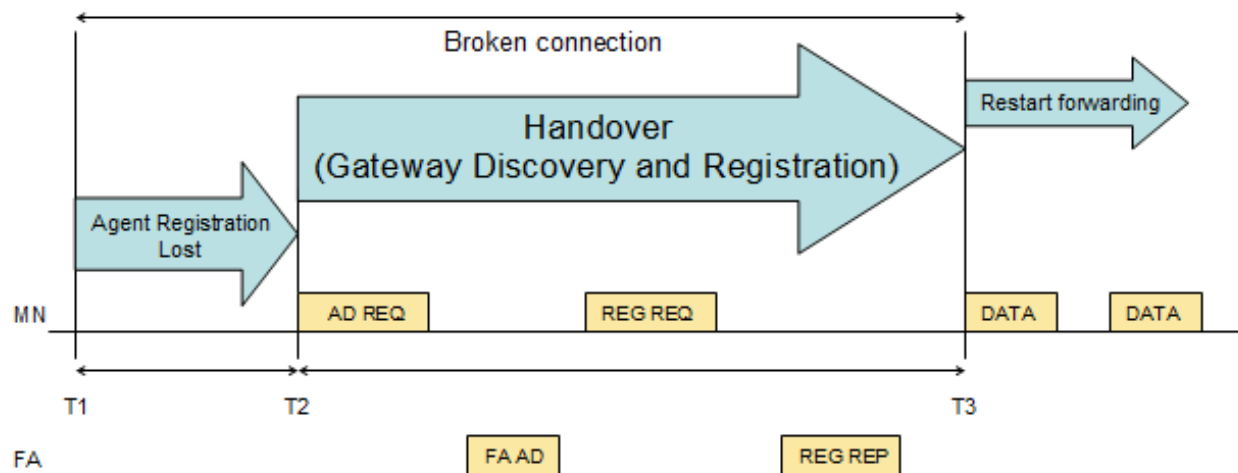 Broken connection
Restart forwarding
Handover
(Gateway Discovery and Registration)
Agent Registration
Lost
MN
AD REQ
REG REQ
DATA
DATA
T1
T2
T3
FA
FA AD
REG REP